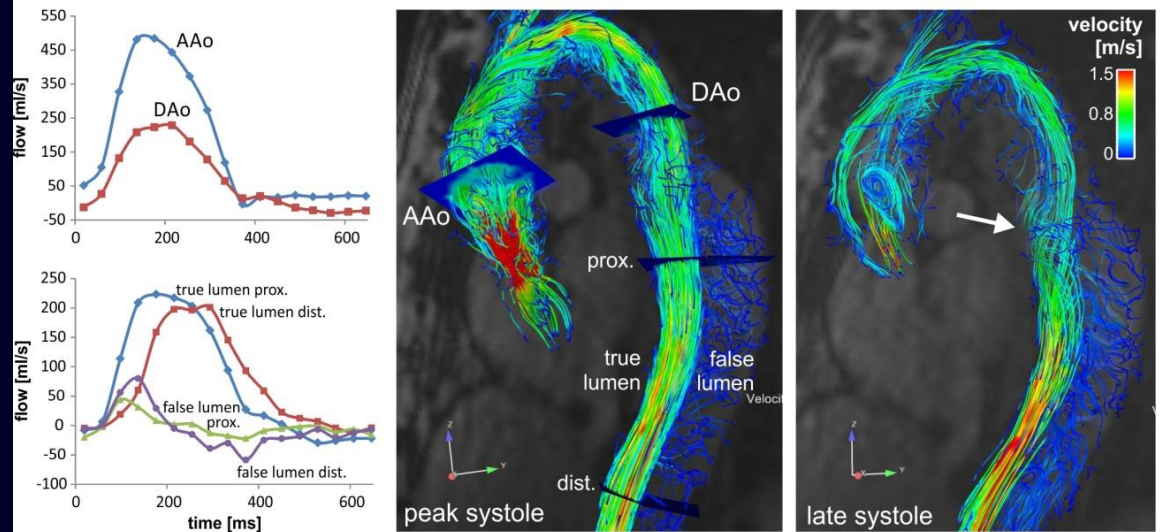 550
450
350
250
150
50
-50
flow [ml/s]
AAo
DAo
0
200
400
600
250
200
150
100
50
0
-50
-100
flow [ml/s]
true lumen prox.
true lumen dist.
false lumen
prox.
false lumen dist.
0
200
400
600
time [ms]
DAo
AAo
prox.
true
lumen
false
lumen
Velocit
z
Y
dist.
peak systole
velocity
[m/s]
1.5
0.8
0
z
Y
late systole